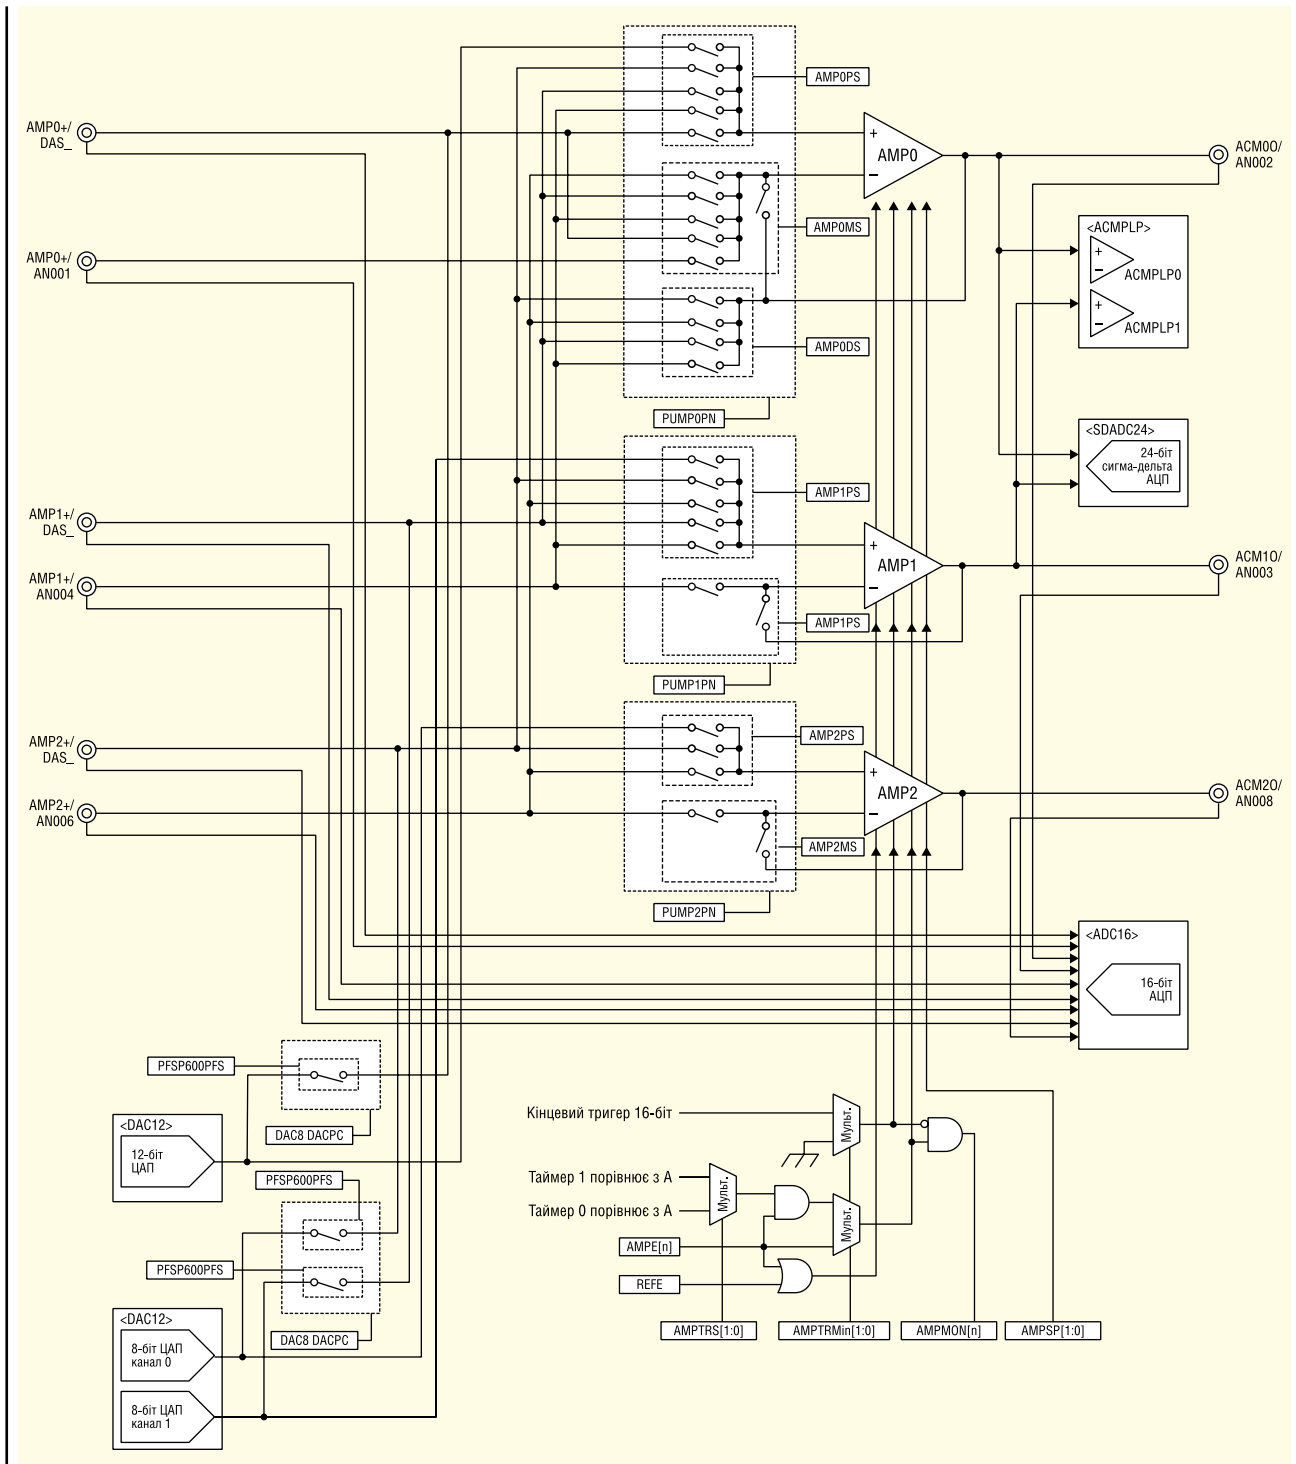 AMP0PS
AMP0+/
DAS_
+
AMP0
−
ACM0O/
AN002
AMP0MS
<ACMPLP>
+
−
ACMPLP0
+
−
ACMPLP1
AMP0+/
AN001
AMP0DS
PUMP0PN
<SDADC24>
24-біт
сигма-дельта
АЦП
AMP1PS
AMP1+/
DAS_
+
AMP1
−
ACM1O/
AN003
AMP1+/
AN004
AMP1PS
PUMP1PN
AMP2PS
AMP2+/
DAS_
+
AMP2
−
ACM2O/
AN008
AMP2+/
AN006
AMP2MS
PUMP2PN
<ADC16>
16-біт
АЦП
PFSP600PFS
DAC8 DACPC
<DAC12>
12-біт
ЦАП
PFSP600PFS
PFSP600PFS
DAC8 DACPC
<DAC12>
8-біт ЦАП
канал 0
8-біт ЦАП
канал 1
Кінцевий тригер 16-біт
Мульт.
Таймер 1 порівнює з А
Таймер 0 порівнює з А
Мульт.
Мульт.
AMPE[n]
REFE
AMPTRS[1:0]
AMPTRMin[1:0]
AMPMON[n]
AMPSP[1:0]